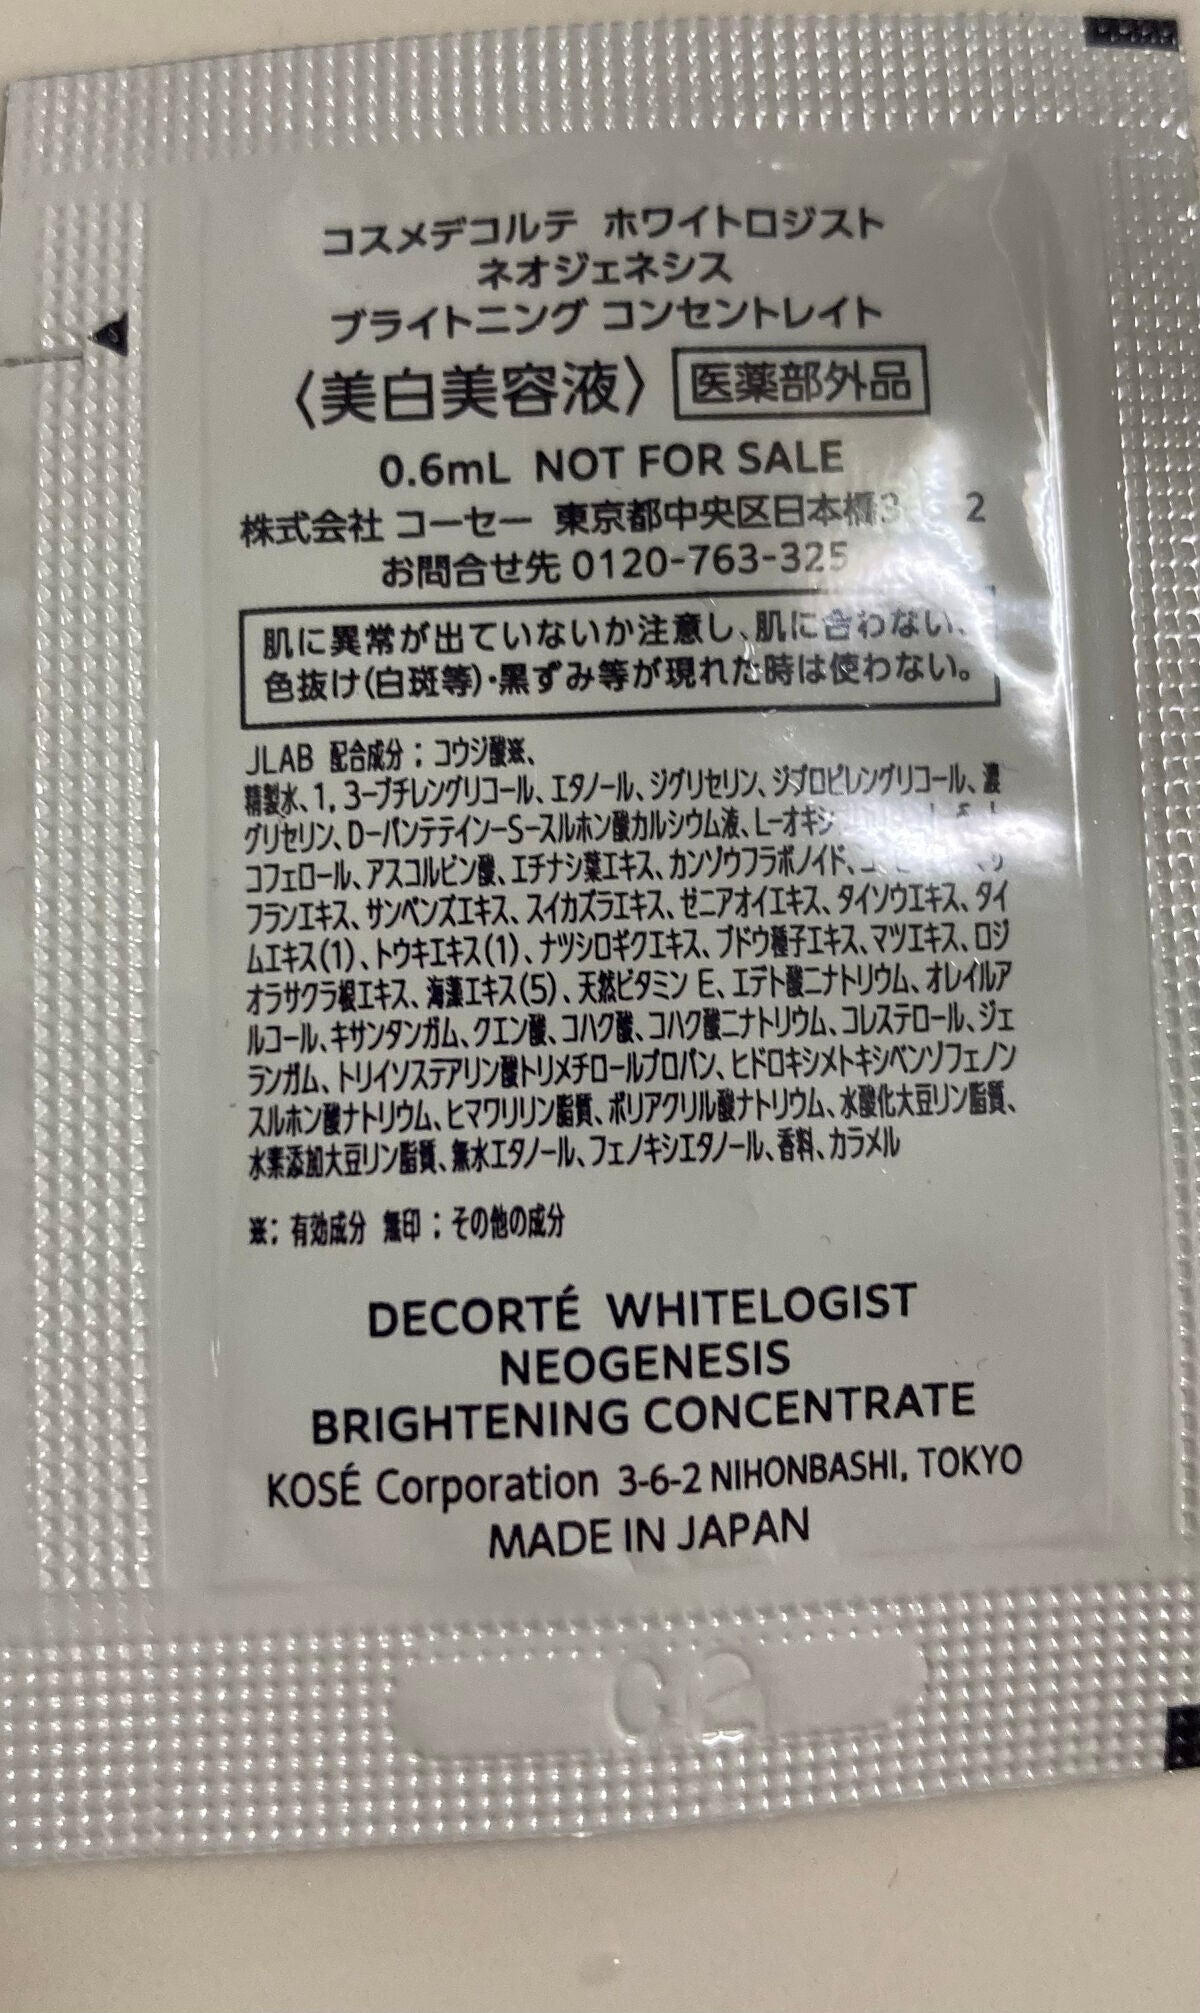 コスメデコルテ ホワイトロジスト
ネオジェネシス
ブライトニング コンセントレイト
〈美白美容液〉 医薬部外品
0.6mL NOT FOR SALE
株式会社 コーセー 東京都中央区日本橋3 2
お問合せ先 0120-763-325
肌に異常が出ていないか注意し、肌に合わない、
色抜け(白斑等)・黒ずみ等が現れた時は使わない。
JLAB 配合成分 ; コウジ酸※、
精製水、1, 3-ブチレングリコール、エタノール、ジグリセリン、ジプロピレングリコール、濃
グリセリン、D-パンテテイン-S-スルホン酸カルシウム液、L-オキシ
コフェロール、アスコルビン酸、エチナシ葉エキス、カンゾウフラボノイド、
フランエキス、サンペンズエキス、スイカズラエキス、ゼニアオイエキス、タイソウエキス、タイ
ムエキス(1)、トウキエキス(1)、ナツシロギクエキス、ブドウ種子エキス、マツエキス、ロジ
オラサクラ根エキス、海藻エキス(5)、天然ビタミン E、エデト酸ニナトリウム、オレイルア
ルコール、キサンタンガム、クエン酸、コハク酸、コハク酸ニナトリウム、コレステロール、ジェ
ランガム、トリイソステアリン酸トリメチロールプロパン、ヒドロキシメトキシベンゾフェノン
スルホン酸ナトリウム、ヒマワリリン脂質、ポリアクリル酸ナトリウム、水酸化大豆リン脂質、
水素添加大豆リン脂質、無水エタノール、フェノキシエタノール、香料、カラメル
※; 有効成分 無印 ; その他の成分
DECORTÉ WHITELOGIST
NEOGENESIS
BRIGHTENING CONCENTRATE
KOSÉ Corporation 3-6-2 NIHONBASHI, TOKYO
MADE IN JAPAN